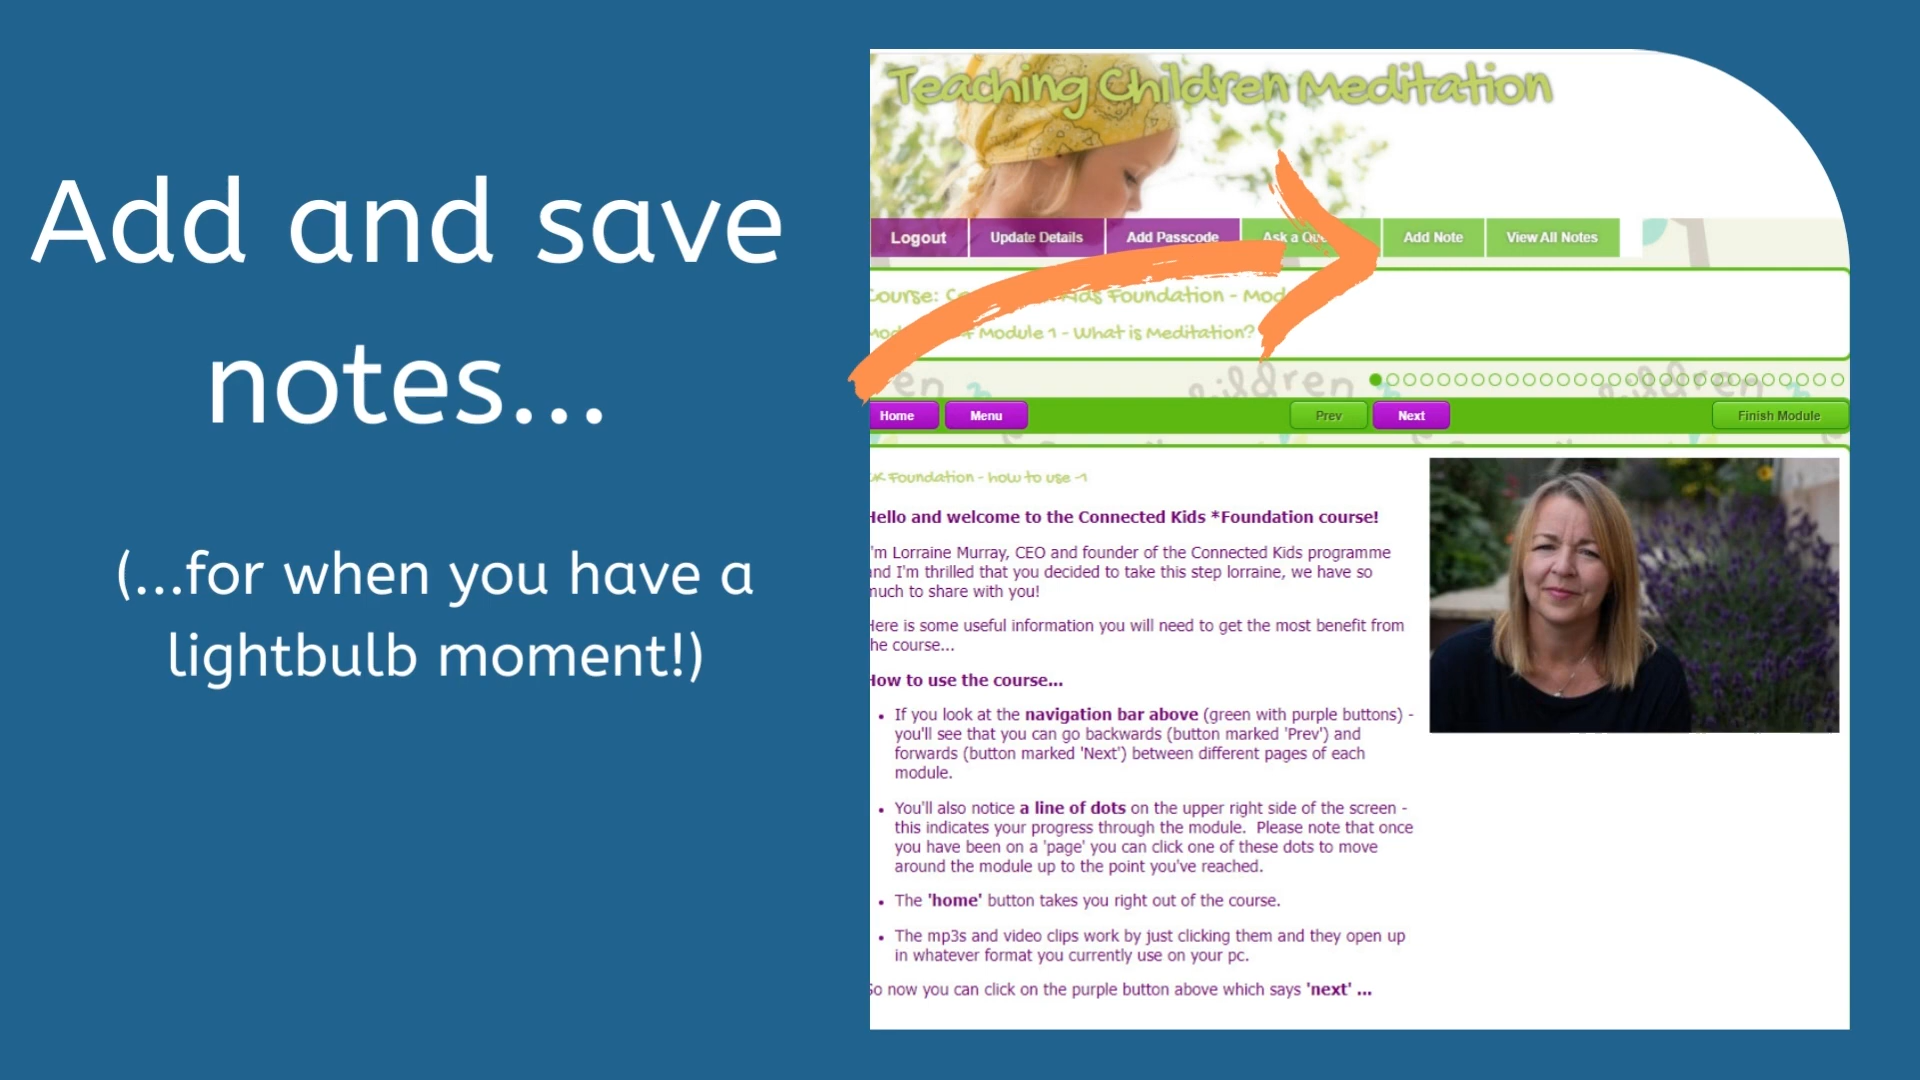 Add and save
notes...
(...for when you have a
lightbulb moment!)
Teaching Children Meditation
Logout
Update Details
Add Passcode
Ask a
Add Note
View All Notes
Foundation -
Module 1 - What is Meditation?
Home
Menu
Prev
Next
Finish Module
Foundation - how to use -1
Hello and welcome to the Connected Kids *Foundation course!
I'm Lorraine Murray, CEO and founder of the Connected Kids programme
and I'm thrilled that you decided to take this step lorraine, we have so
much to share with you!
Here is some useful information you will need to get the most benefit from
the course...
How to use the course...
• If you look at the navigation bar above (green with purple buttons) -
you'll see that you can go backwards (button marked 'Prev') and
forwards (button marked 'Next') between different pages of each
module.
• You'll also notice a line of dots on the upper right side of the screen -
this indicates your progress through the module. Please note that once
you have been on a 'page' you can click one of these dots to move
around the module up to the point you've reached.
• The 'home' button takes you right out of the course.
• The mp3s and video clips work by just clicking them and they open up
in whatever format you currently use on your pc.
So now you can click on the purple button above which says 'next' ...